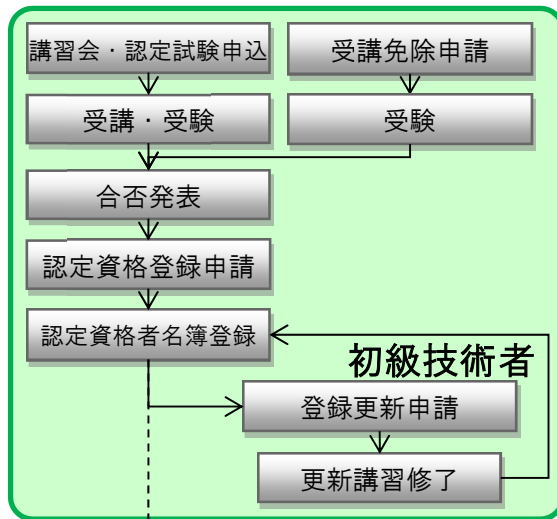 講習会・認定試験申込
受講免除申請
受講・受験
受験
合否発表
認定資格登録申請
認定資格者名簿登録
初級技術者
登録更新申請
更新講習修了